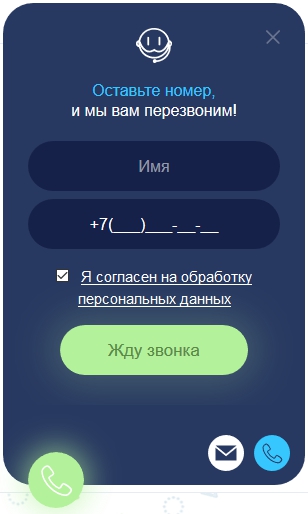 Оставьте номер,
и мы вам перезвоним!
Имя
+7(___)___-__-__
Я согласен на обработку
персональных данных
Жду звонка